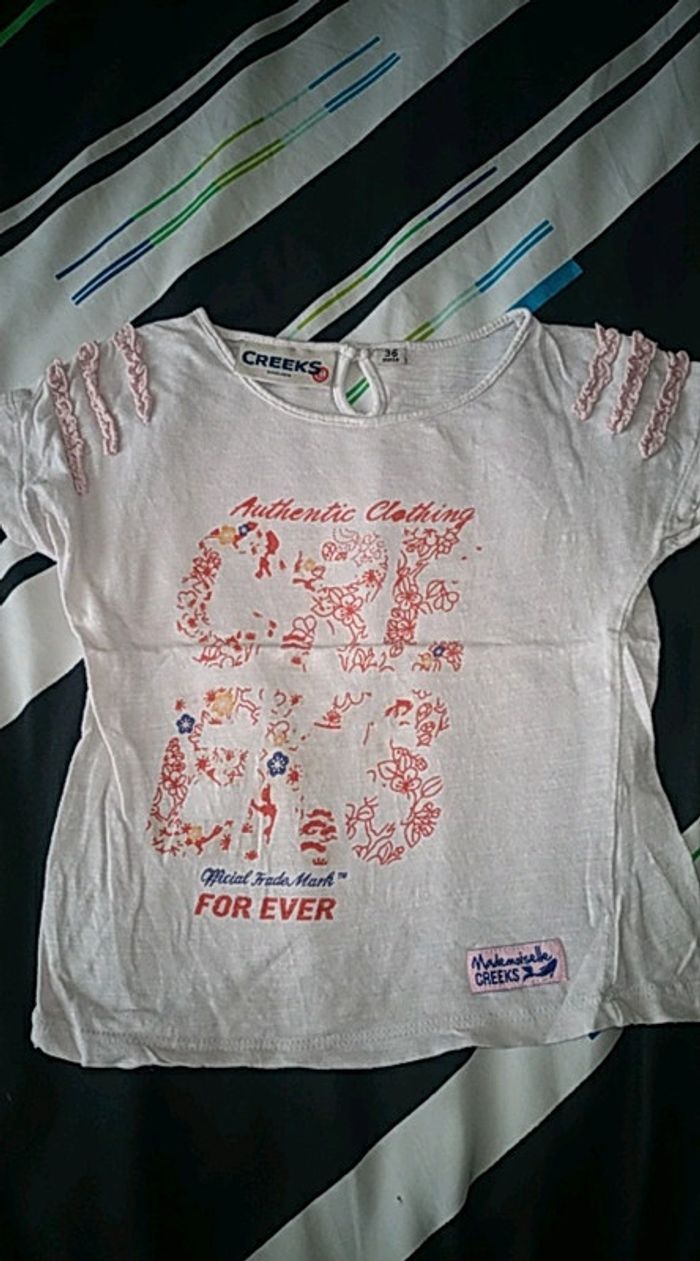 CREEKS
36
Authentic Clothing
CRE
EKS
Official Trade Mark™
FOR EVER
Mademoiselle
CREEKS